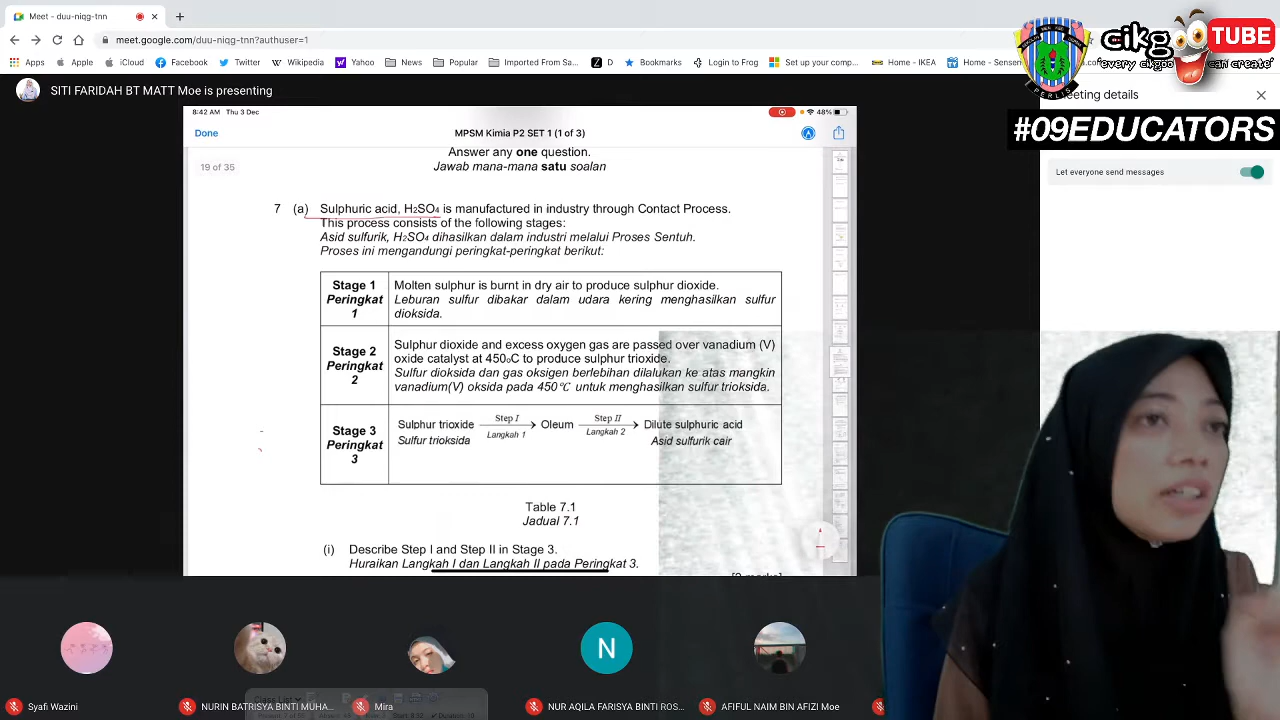 Meet - duu-niqg-tnn
meet.google.com/duu-niqg-tnn?authuser=1
Apps Apple iCloud Facebook Twitter Wikipedia Yahoo News Popular Imported From Sa... Z D Bookmarks Login to Frog Set up your comp... Home - IKEA Home - Sensen
cikgo TUBE
'every cikgoo can create'
PERLIS
#09EDUCATORS
SITI FARIDAH BT MATT Moe is presenting
eeting details
Let everyone send messages
8:42 AM Thu 3 Dec
48%
Done
MPSM Kimia P2 SET 1 (1 of 3)
19 of 35
Answer any one question.
Jawab mana-mana satu soalan
7 (a) Sulphuric acid, H2SO4 is manufactured in industry through Contact Process.
This process consists of the following stages:
Asid sulfurik, H2SO4 dihasilkan dalam industri melalui Proses Sentuh.
Proses ini mengandungi peringkat-peringkat berikut:
Stage 1
Peringkat
1
Molten sulphur is burnt in dry air to produce sulphur dioxide.
Leburan sulfur dibakar dalam udara kering menghasilkan sulfur
dioksida.
Stage 2
Peringkat
2
Sulphur dioxide and excess oxygen gas are passed over vanadium (V)
oxide catalyst at 450oC to produce sulphur trioxide.
Sulfur dioksida dan gas oksigen berlebihan dilalukan ke atas mangkin
vanadium(V) oksida pada 450℃ untuk menghasilkan sulfur trioksida.
Stage 3
Peringkat
3
Sulphur trioxide Step I Oleum Step II Dilute sulphuric acid
Sulfur trioksida Langkah 1 Langkah 2 Asid sulfurik cair
Table 7.1
Jadual 7.1
(i) Describe Step I and Step II in Stage 3.
Huraikan Langkah I dan Langkah II pada Peringkat 3.
N
Syafi Wazini
NURIN BATRISYA BINTI MUHA...
Mira
NUR AQILA FARISYA BINTI ROS...
AFIFUL NAIM BIN AFIZI Moe
Class List